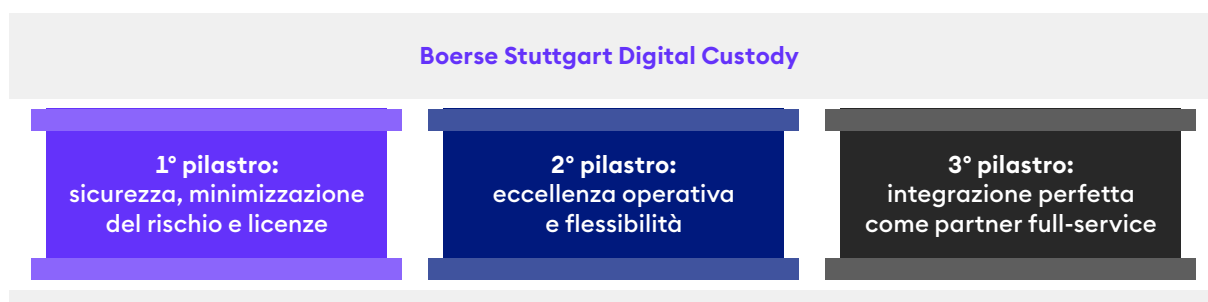 Boerse Stuttgart Digital Custody
1° pilastro:
sicurezza, minimizzazione
del rischio e licenze
2° pilastro:
eccellenza operativa
e flessibilità
3° pilastro:
integrazione perfetta
come partner full-service